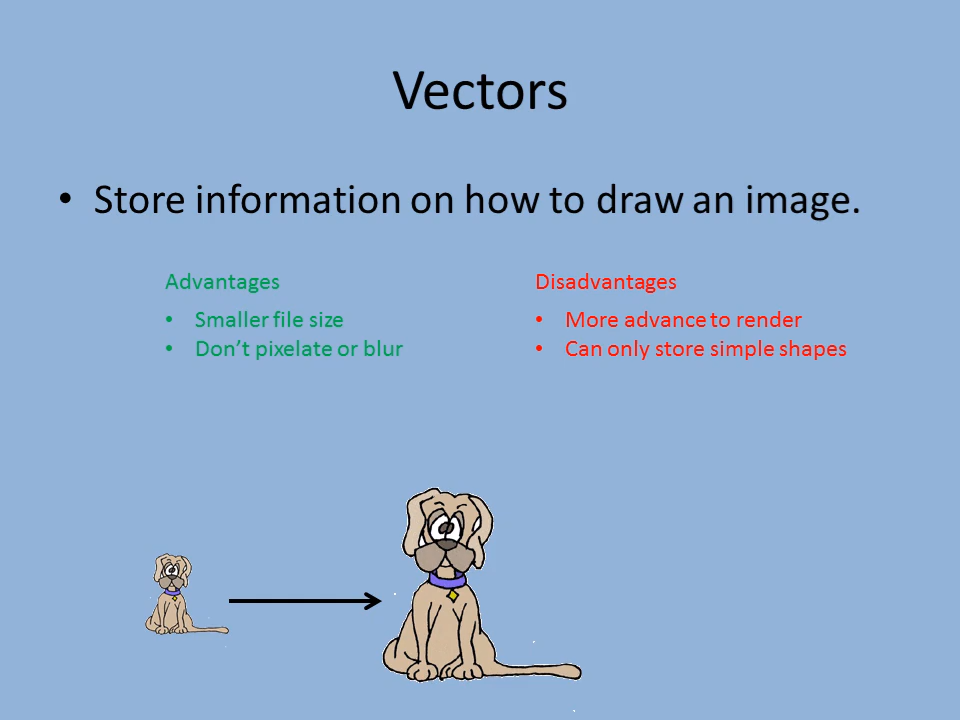 Vectors
• Store information on how to draw an image.
Advantages
• Smaller file size
• Don’t pixelate or blur
Disadvantages
• More advance to render
• Can only store simple shapes